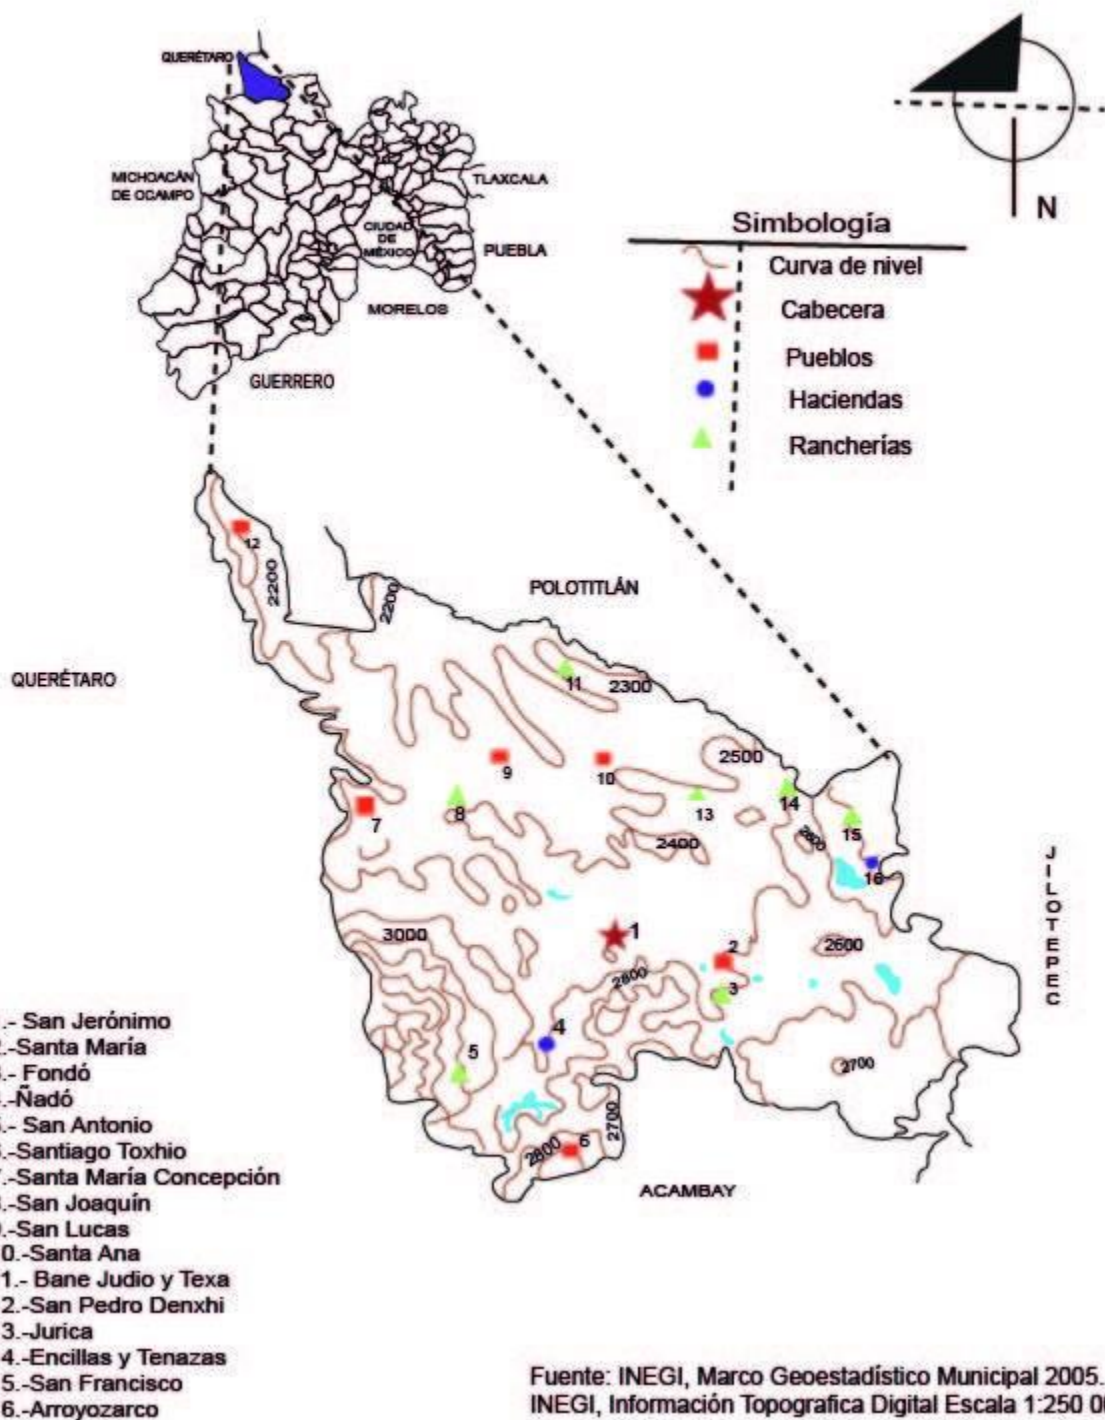 QUERÉTARO
MICHOACÁN
DE OCAMPO
TLAXCALA
CIUDAD
DE
MÉXICO
PUEBLA
MORELOS
GUERRERO
N
Simbología
Curva de nivel
Cabecera
Pueblos
Haciendas
Rancherías
12
2200
2200
POLOTITLÁN
QUERÉTARO
11
2300
9
10
2500
7
8
13
14
15
2400
2600
16
JILOTEPEC
3000
1
2
2600
2800
3
4
5
2700
2700
2800
6
ACAMBAY
.- San Jerónimo
.-Santa María
.- Fondó
.-Ñadó
.- San Antonio
.-Santiago Toxhio
.-Santa María Concepción
.-San Joaquín
.-San Lucas
0.-Santa Ana
1.- Bane Judio y Texa
2.-San Pedro Denxhi
3.-Jurica
4.-Encillas y Tenazas
5.-San Francisco
6.-Arroyozarco
Fuente: INEGI, Marco Geoestadístico Municipal 2005.
INEGI, Información Topografica Digital Escala 1:250 00